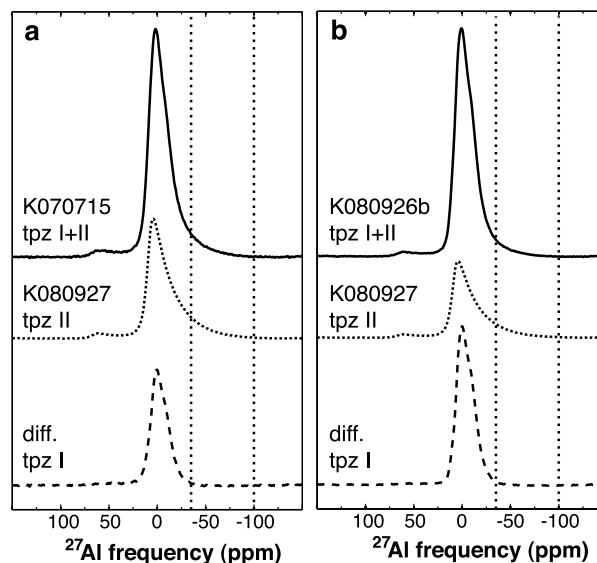 a
K070715
tpz I+II
K080927
tpz II
diff.
tpz I
100 50 0 -50 -100
²⁷Al frequency (ppm)
b
K080926b
tpz I+II
K080927
tpz II
diff.
tpz I
100 50 0 -50 -100
²⁷Al frequency (ppm)